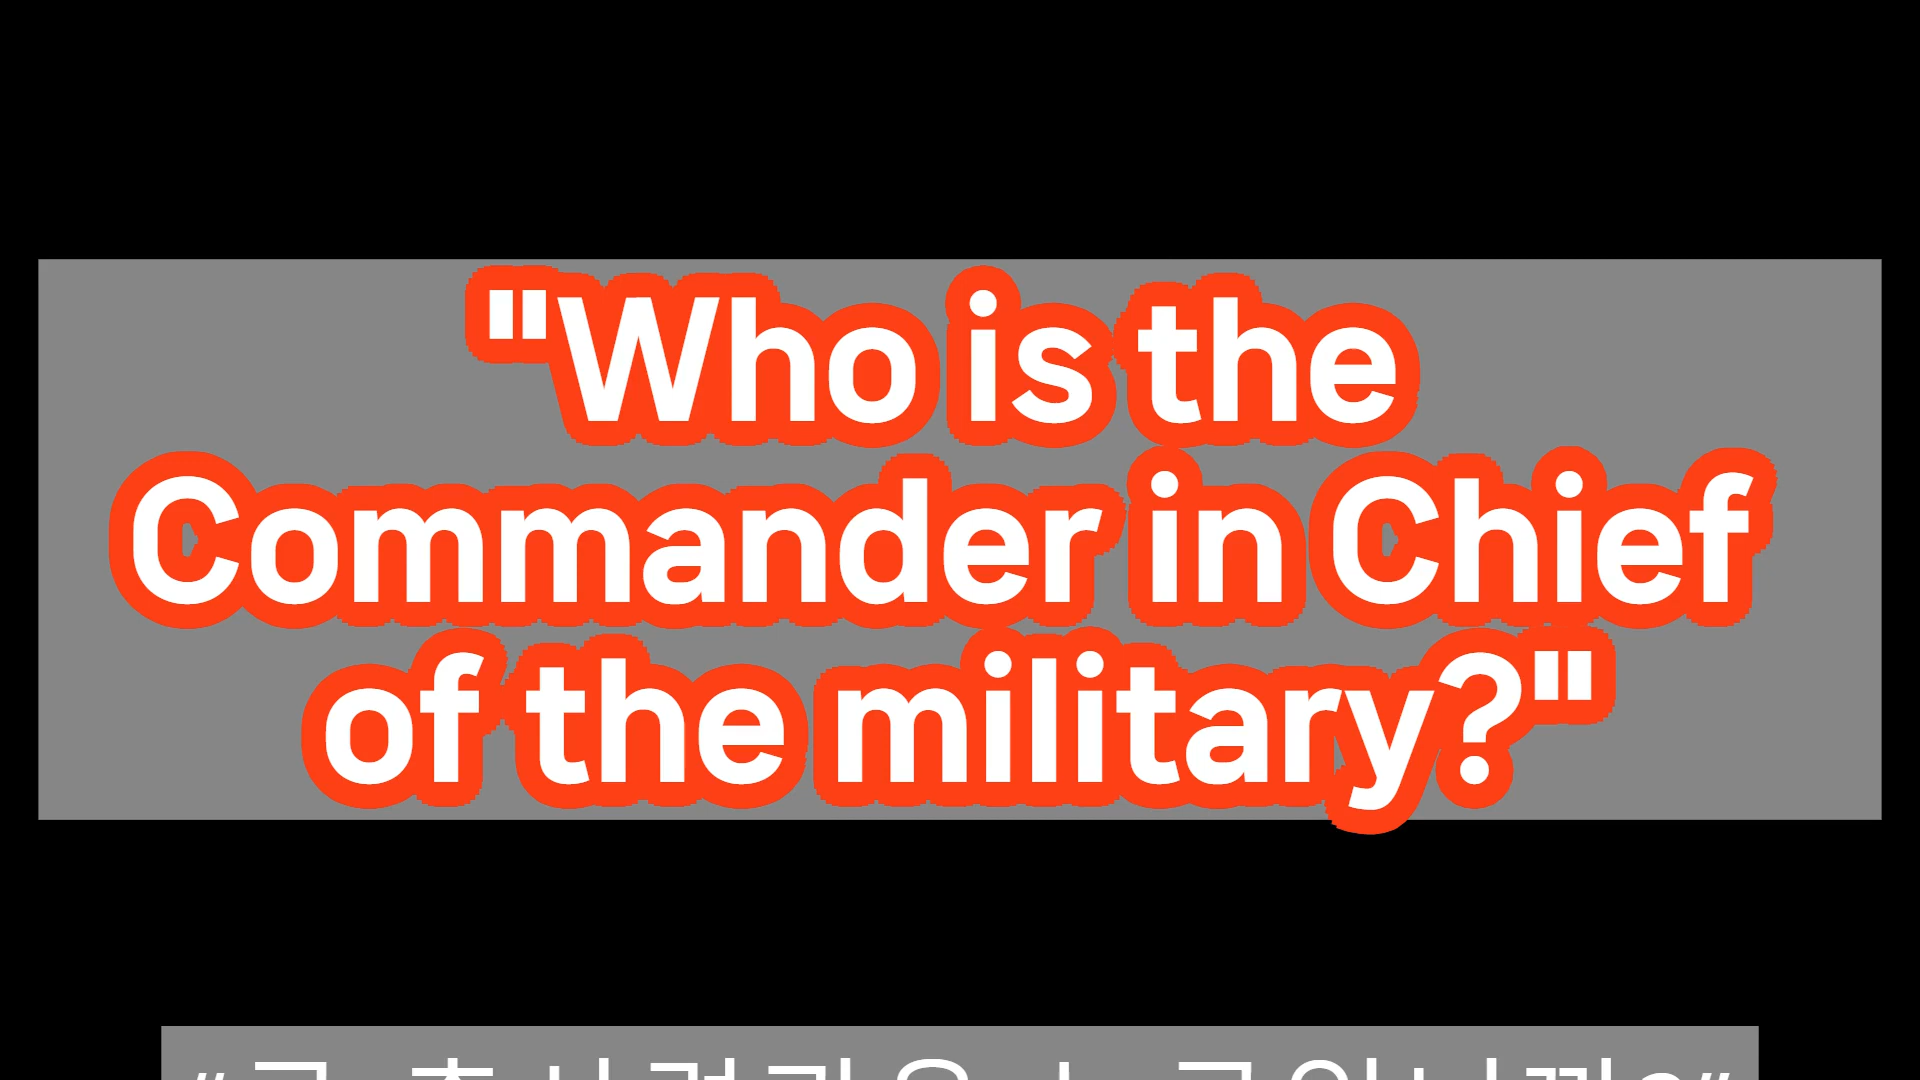 "Who is the
Commander in Chief
of the military?"